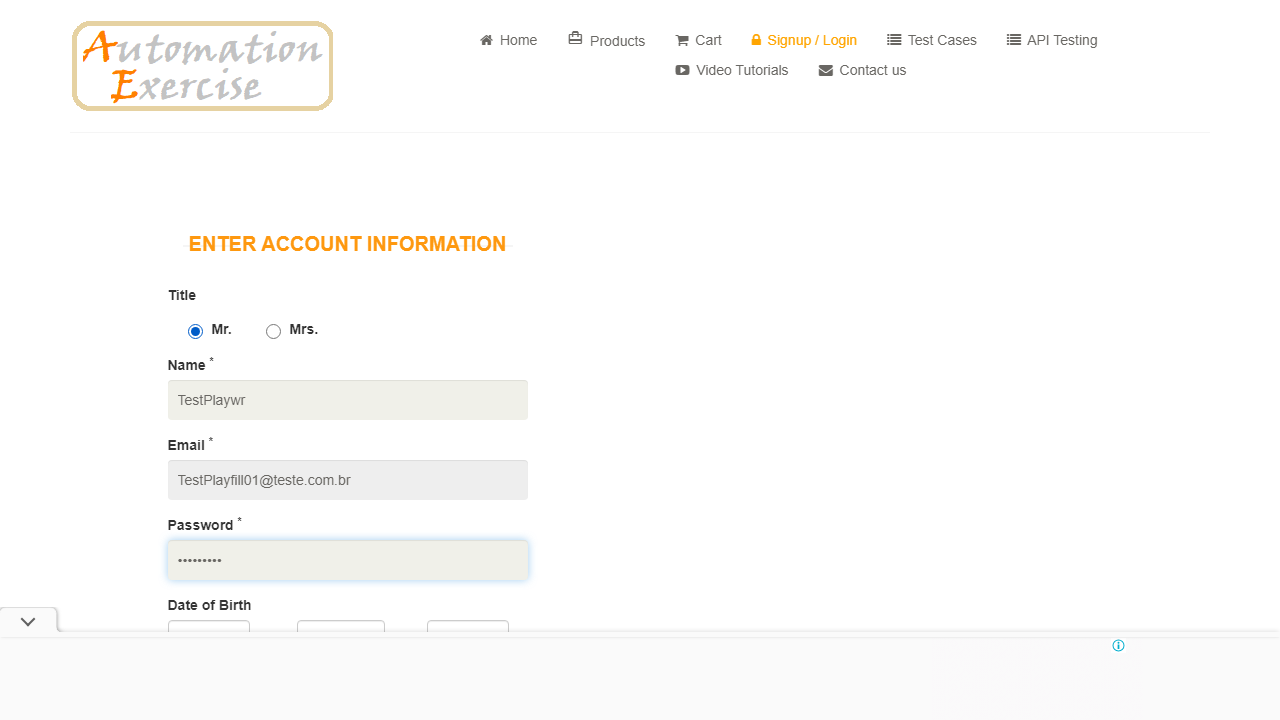 Automation
Exercise
Home
Products
Cart
Signup / Login
Test Cases
API Testing
Video Tutorials
Contact us
ENTER ACCOUNT INFORMATION
Title
Mr.
Mrs.
Name *
TestPlaywr
Email *
TestPlayfill01@teste.com.br
Password *
•••••••••
Date of Birth